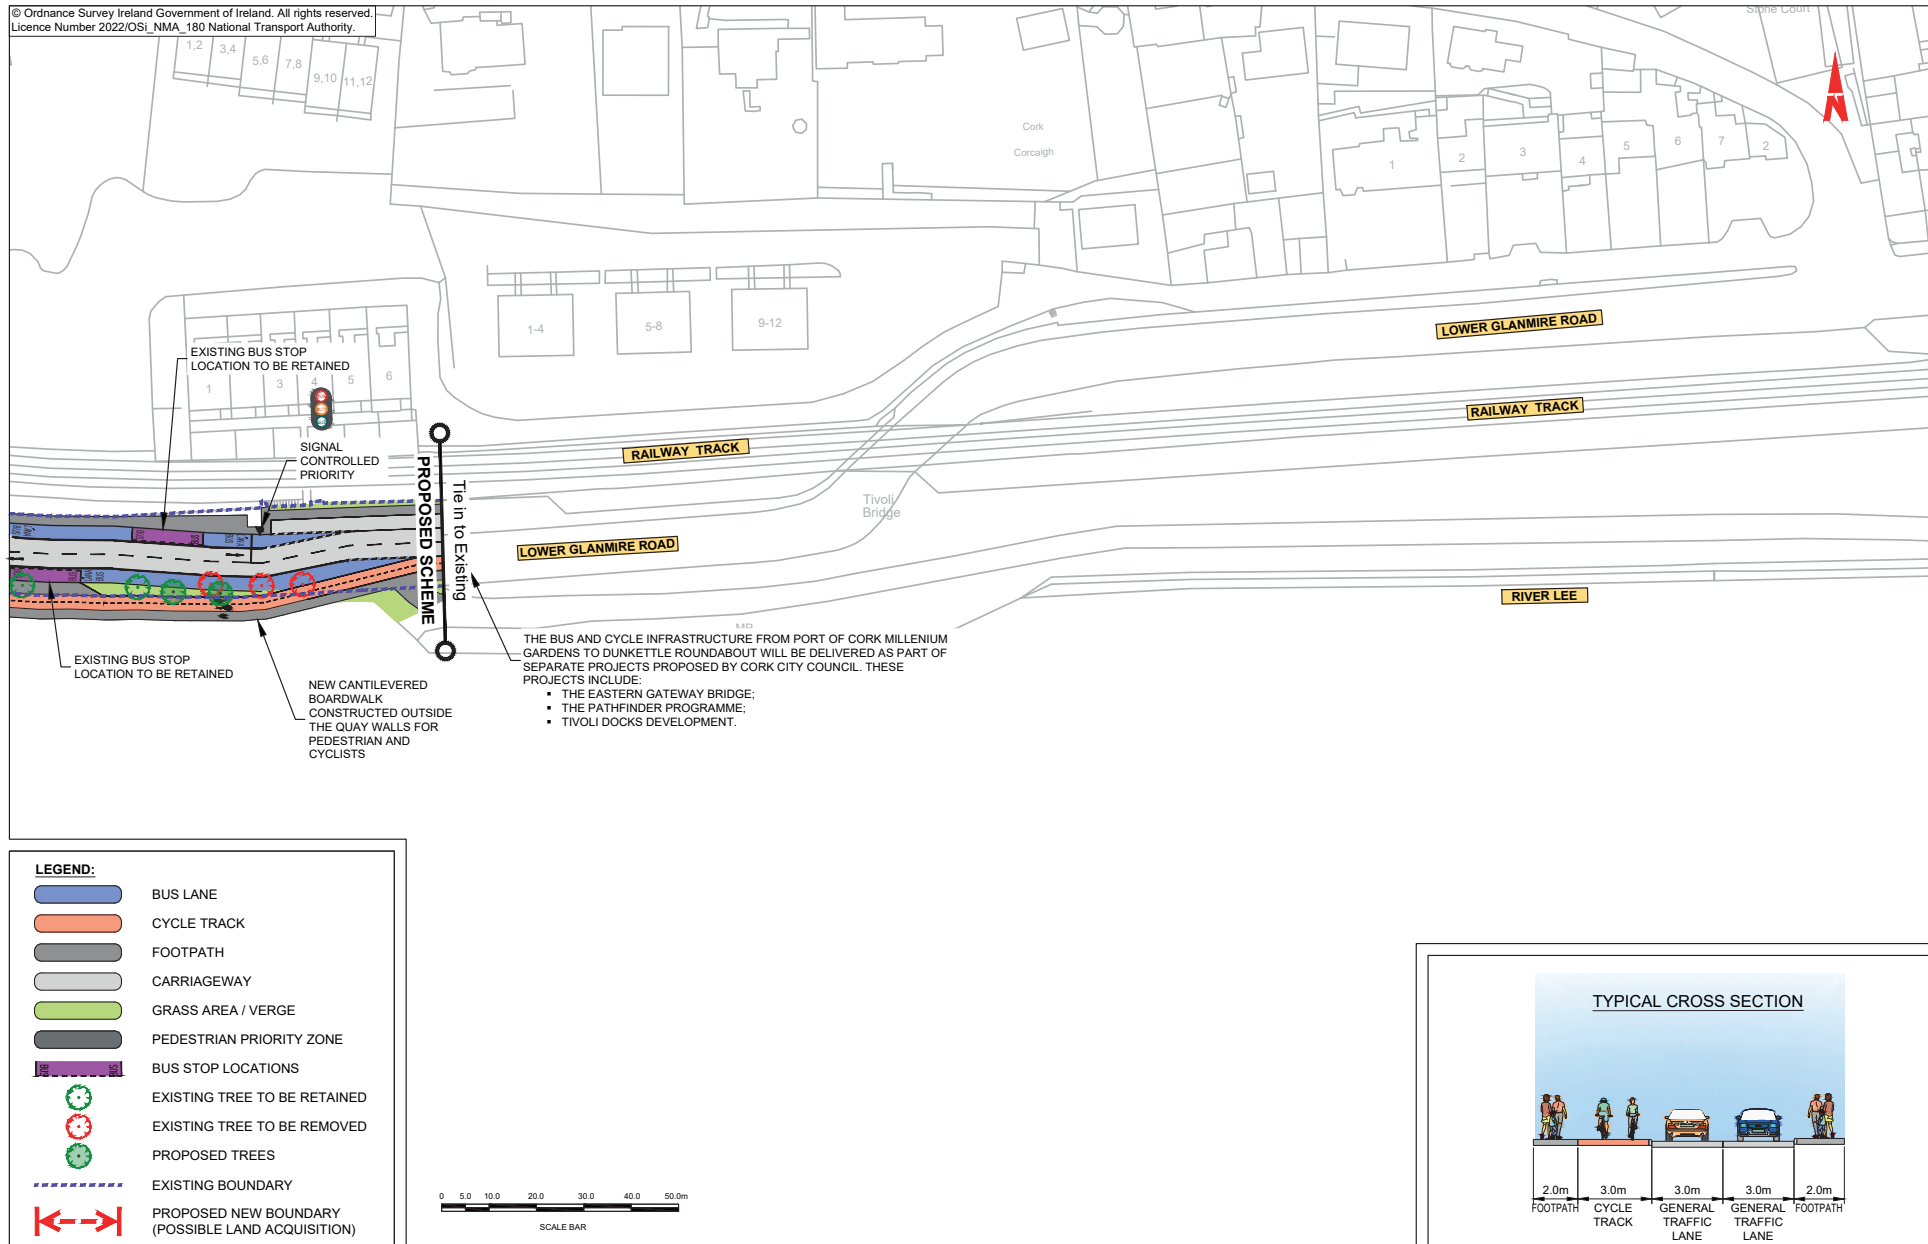 © Ordnance Survey Ireland Government of Ireland. All rights reserved.
Licence Number 2022/OSi_NMA_180 National Transport Authority.
Stone Court
1,2
3,4
5,6
7,8
9,10
11,12
Cork
Corcaigh
1
2
3
4
5
6
7
2
1-4
5-8
9-12
LOWER GLANMIRE ROAD
EXISTING BUS STOP
LOCATION TO BE RETAINED
1
3
4
5
6
RAILWAY TRACK
RAILWAY TRACK
SIGNAL
CONTROLLED
PRIORITY
PROPOSED SCHEME
Tie in to Existing
Tivoli
Bridge
LOWER GLANMIRE ROAD
RIVER LEE
MP
BUS
BUS
BUS
BUS
BUS
BUS
EXISTING BUS STOP
LOCATION TO BE RETAINED
NEW CANTILEVERED
BOARDWALK
CONSTRUCTED OUTSIDE
THE QUAY WALLS FOR
PEDESTRIAN AND
CYCLISTS
THE BUS AND CYCLE INFRASTRUCTURE FROM PORT OF CORK MILLENIUM
GARDENS TO DUNKETTLE ROUNDABOUT WILL BE DELIVERED AS PART OF
SEPARATE PROJECTS PROPOSED BY CORK CITY COUNCIL. THESE
PROJECTS INCLUDE:
▪ THE EASTERN GATEWAY BRIDGE;
▪ THE PATHFINDER PROGRAMME;
▪ TIVOLI DOCKS DEVELOPMENT.
LEGEND:
BUS LANE
CYCLE TRACK
FOOTPATH
CARRIAGEWAY
GRASS AREA / VERGE
PEDESTRIAN PRIORITY ZONE
BUS BUS
BUS STOP LOCATIONS
EXISTING TREE TO BE RETAINED
EXISTING TREE TO BE REMOVED
PROPOSED TREES
EXISTING BOUNDARY
PROPOSED NEW BOUNDARY
(POSSIBLE LAND ACQUISITION)
0 5.0 10.0 20.0 30.0 40.0 50.0m
SCALE BAR
TYPICAL CROSS SECTION
2.0m 3.0m 3.0m 3.0m 2.0m
FOOTPATH CYCLE GENERAL GENERAL FOOTPATH
TRACK TRAFFIC TRAFFIC
LANE LANE